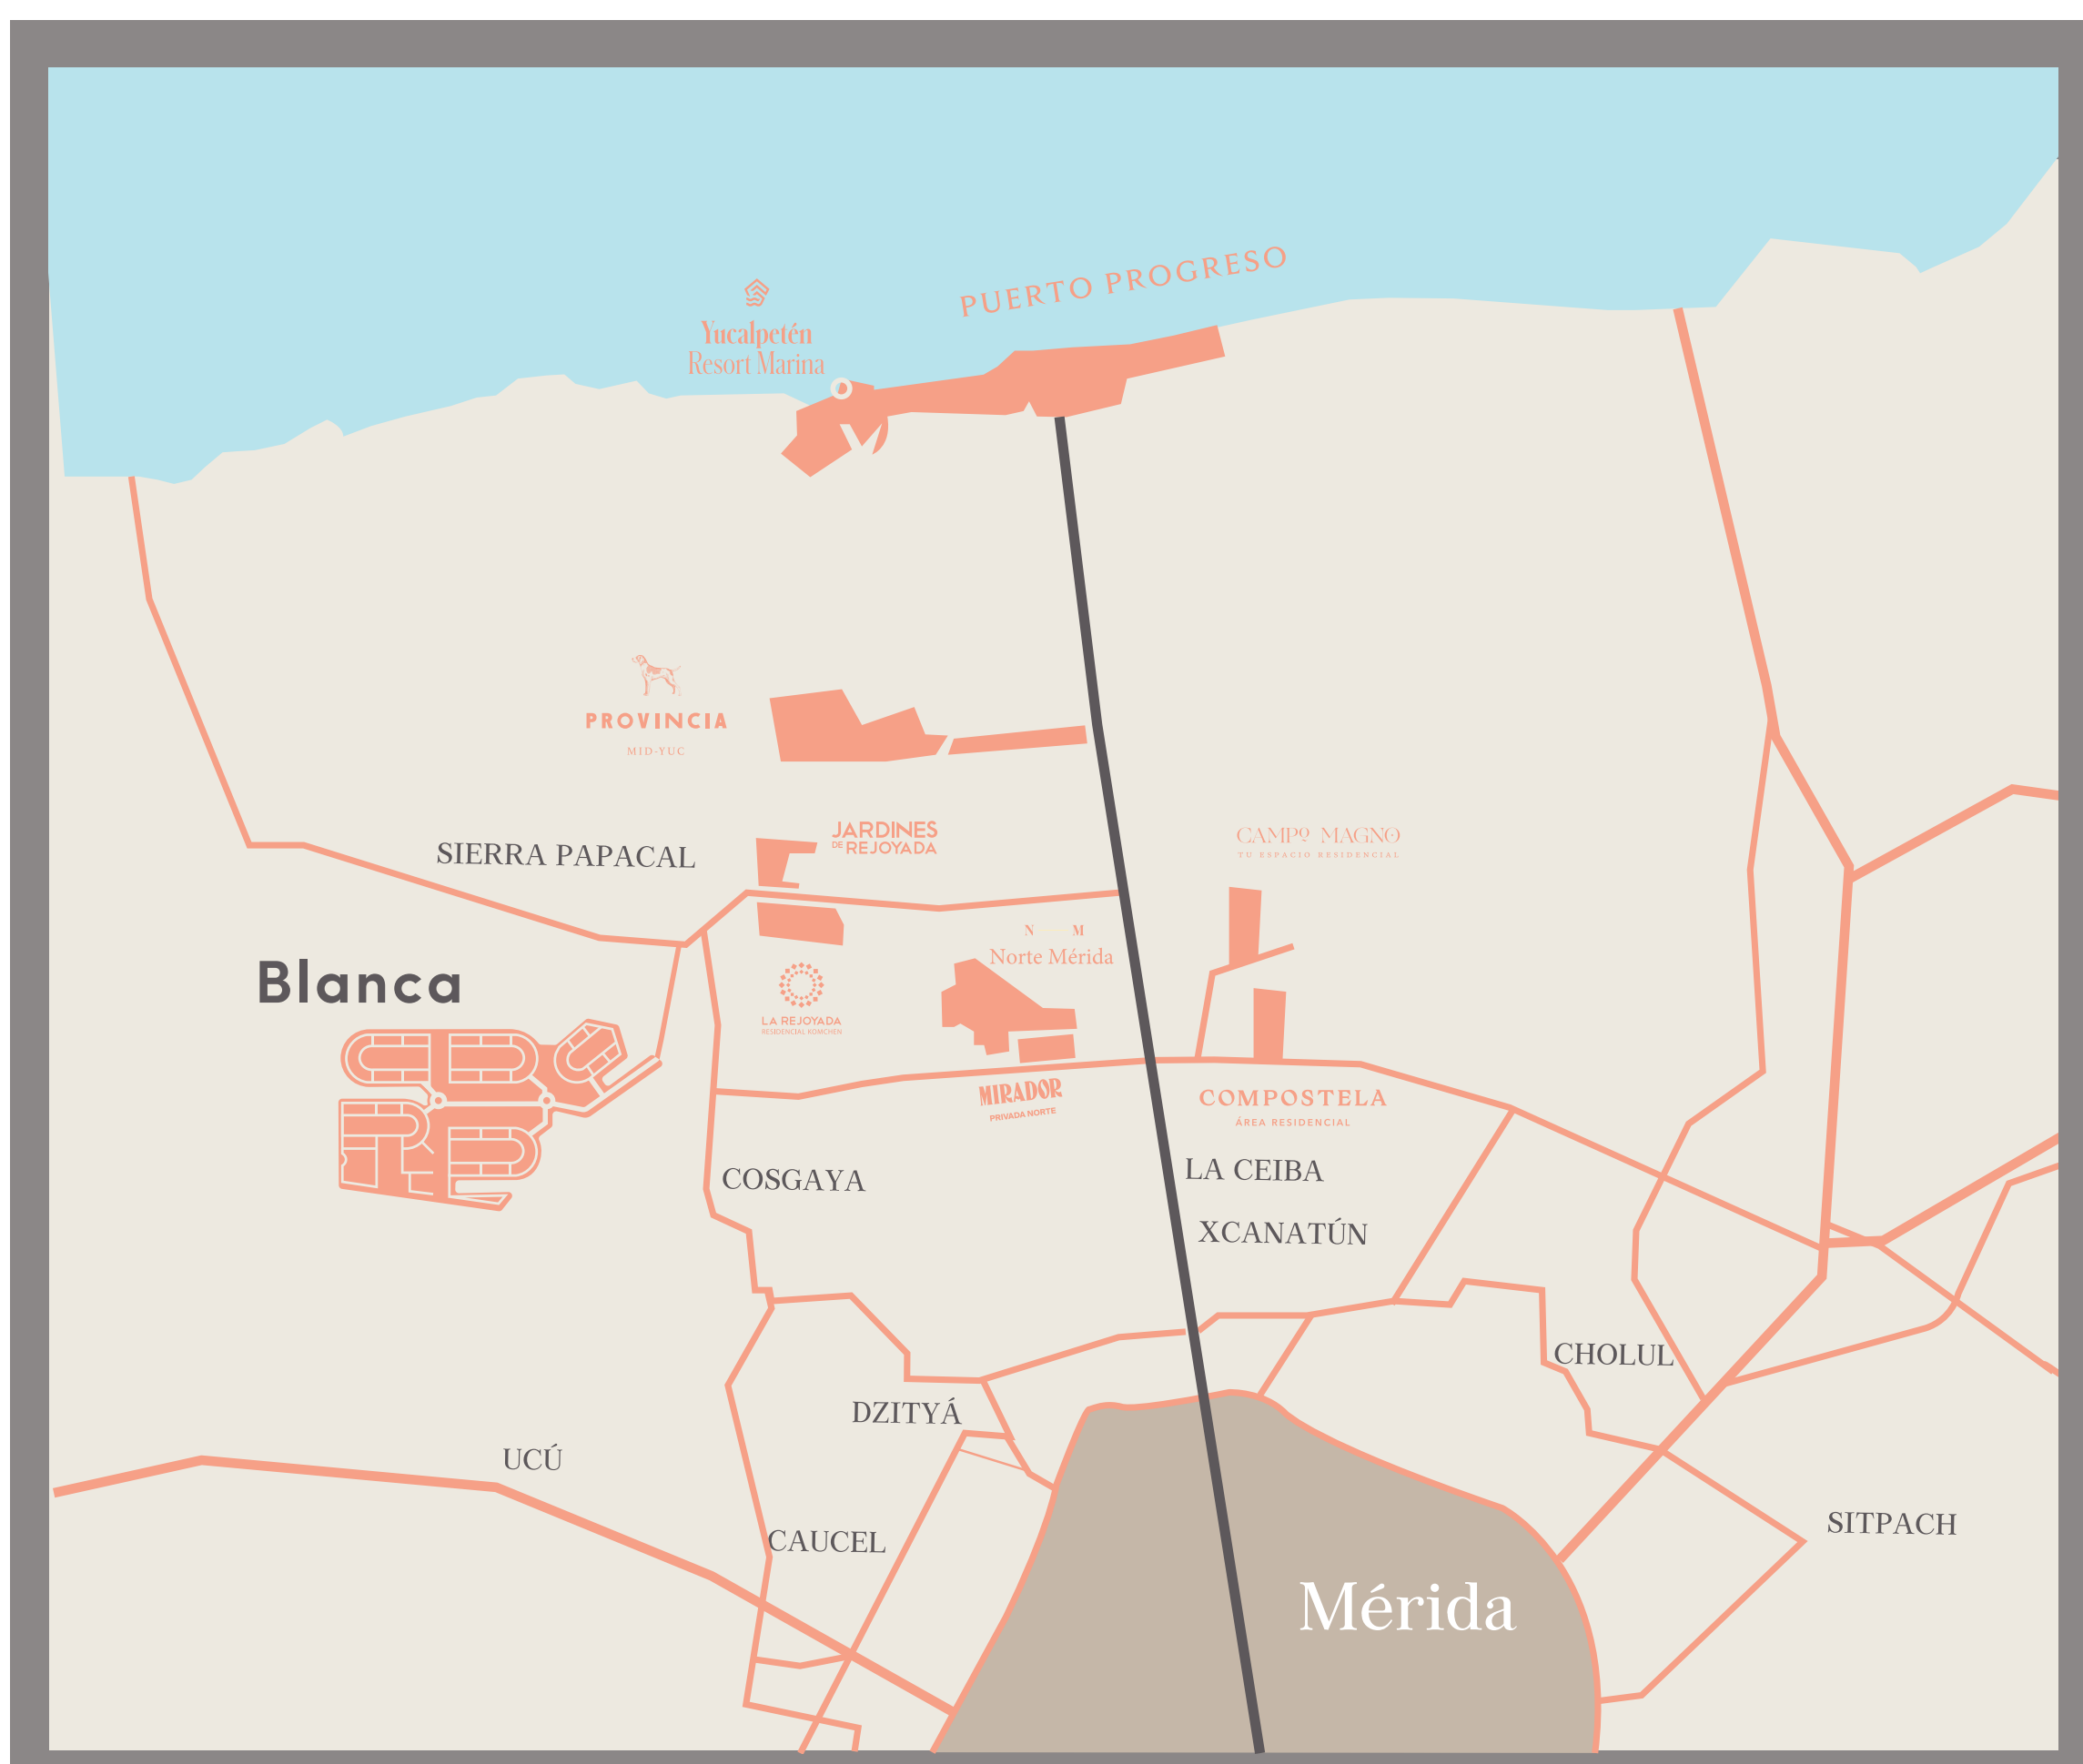 PUERTO PROGRESO
Yucalpetén
Resort Marina
PROVINCIA
MID-YUC
JARDINES
DE REJOYADA
CAMPO MAGNO
TU ESPACIO RESIDENCIAL
SIERRA PAPACAL
N M
Norte Mérida
Blanca
LA REJOYADA
RESIDENCIAL KOMCHEN
MIRADOR
PRIVADA NORTE
COMPOSTELA
ÁREA RESIDENCIAL
COSGAYA
LA CEIBA
XCANATÚN
CHOLUL
DZITYÁ
UCÚ
CAUCEL
SITPACH
Mérida